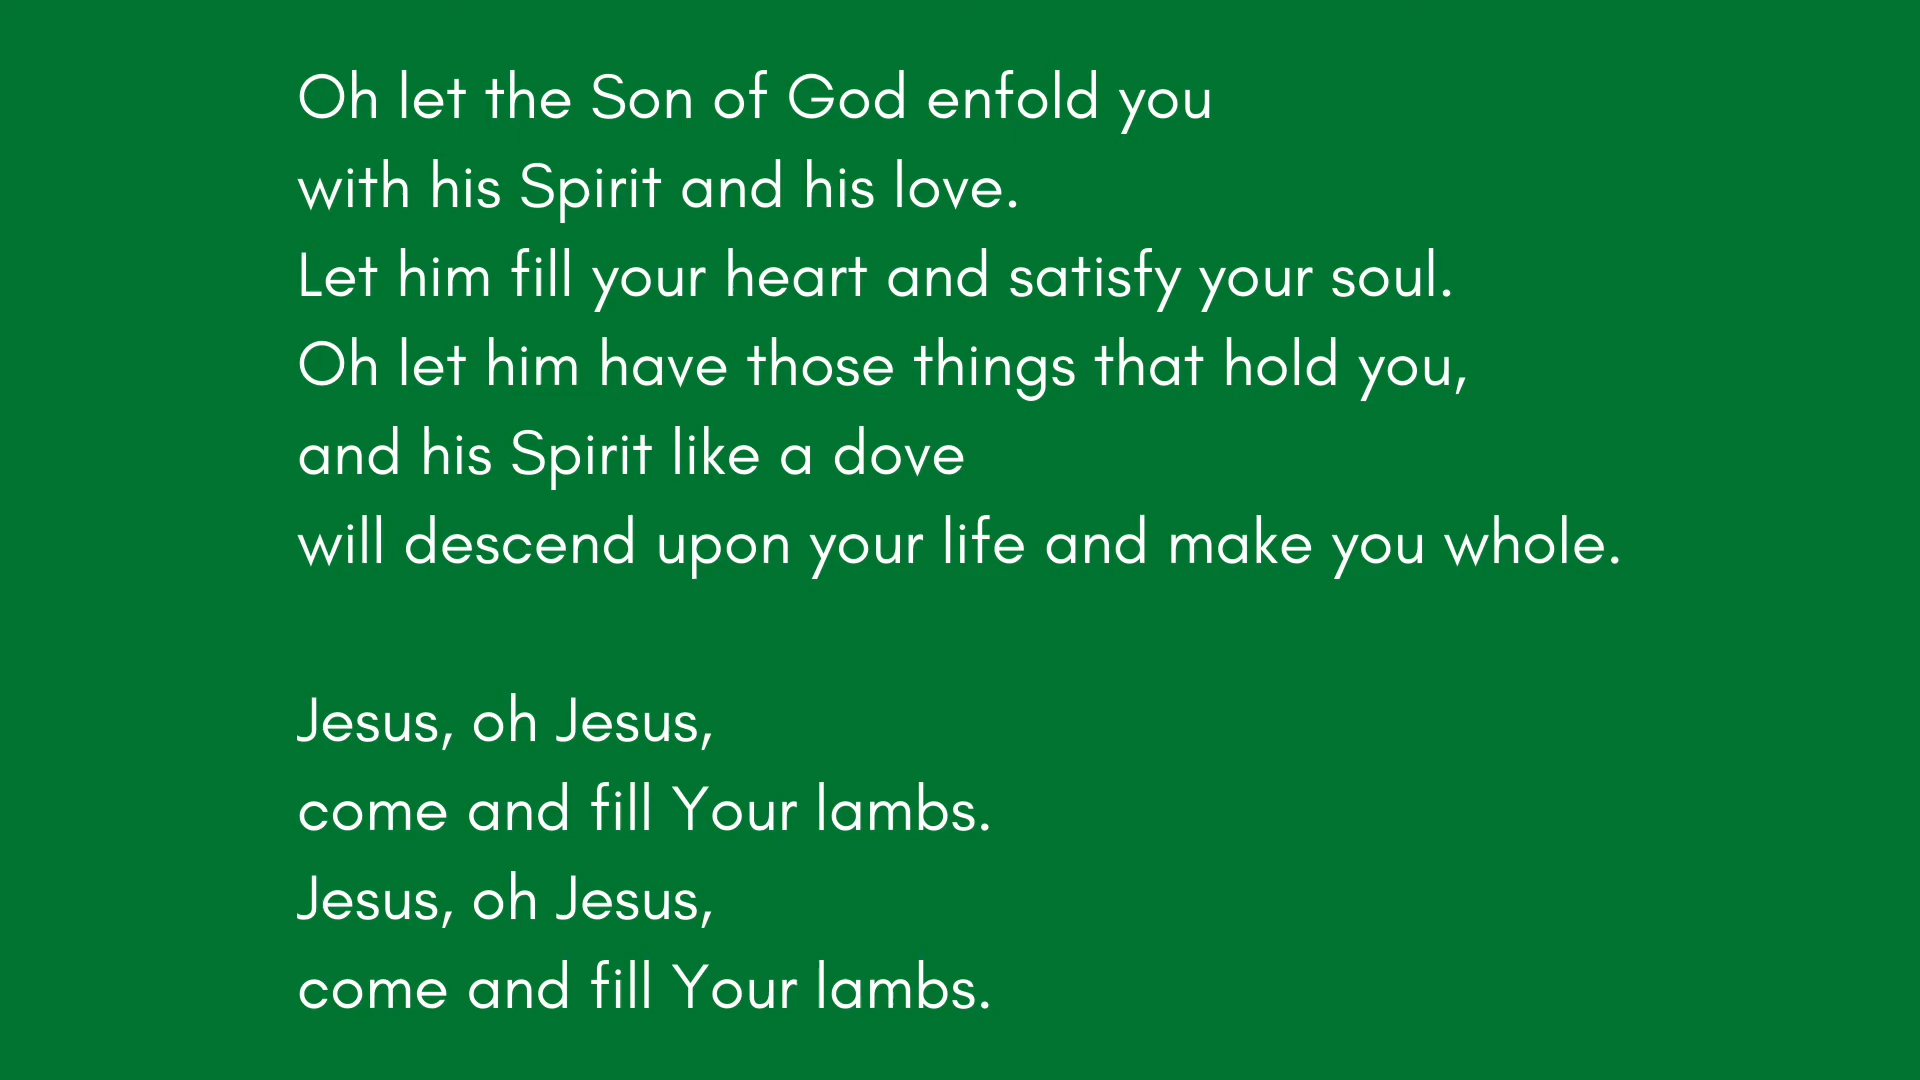 Oh let the Son of God enfold you
with his Spirit and his love.
Let him fill your heart and satisfy your soul.
Oh let him have those things that hold you,
and his Spirit like a dove
will descend upon your life and make you whole.
Jesus, oh Jesus,
come and fill Your lambs.
Jesus, oh Jesus,
come and fill Your lambs.